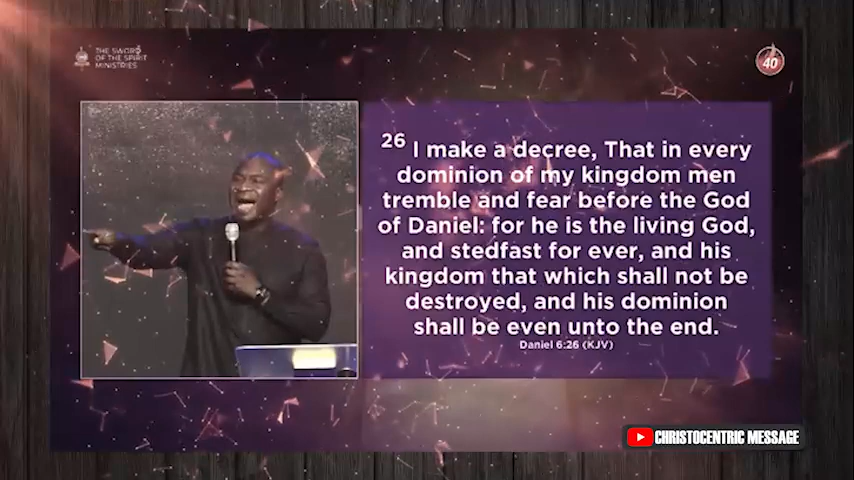 THE SWORD
OF THE SPIRIT
MINISTRIES
40
26 I make a decree, That in every
dominion of my kingdom men
tremble and fear before the God
of Daniel: for he is the living God,
and stedfast for ever, and his
kingdom that which shall not be
destroyed, and his dominion
shall be even unto the end.
Daniel 6:26 (KJV)
CHRISTOCENTRIC MESSAGE